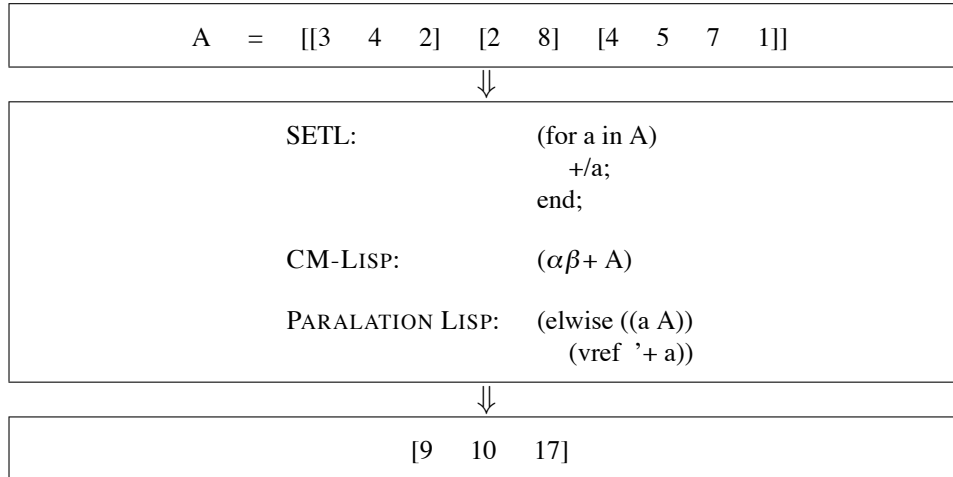 A = [[3 4 2] [2 8] [4 5 7 1]]
⇓
SETL: (for a in A)
+/a;
end;
CM-LISP: (αβ+ A)
PARALATION LISP: (elwise ((a A))
(vref ’+ a))
⇓
[9 10 17]